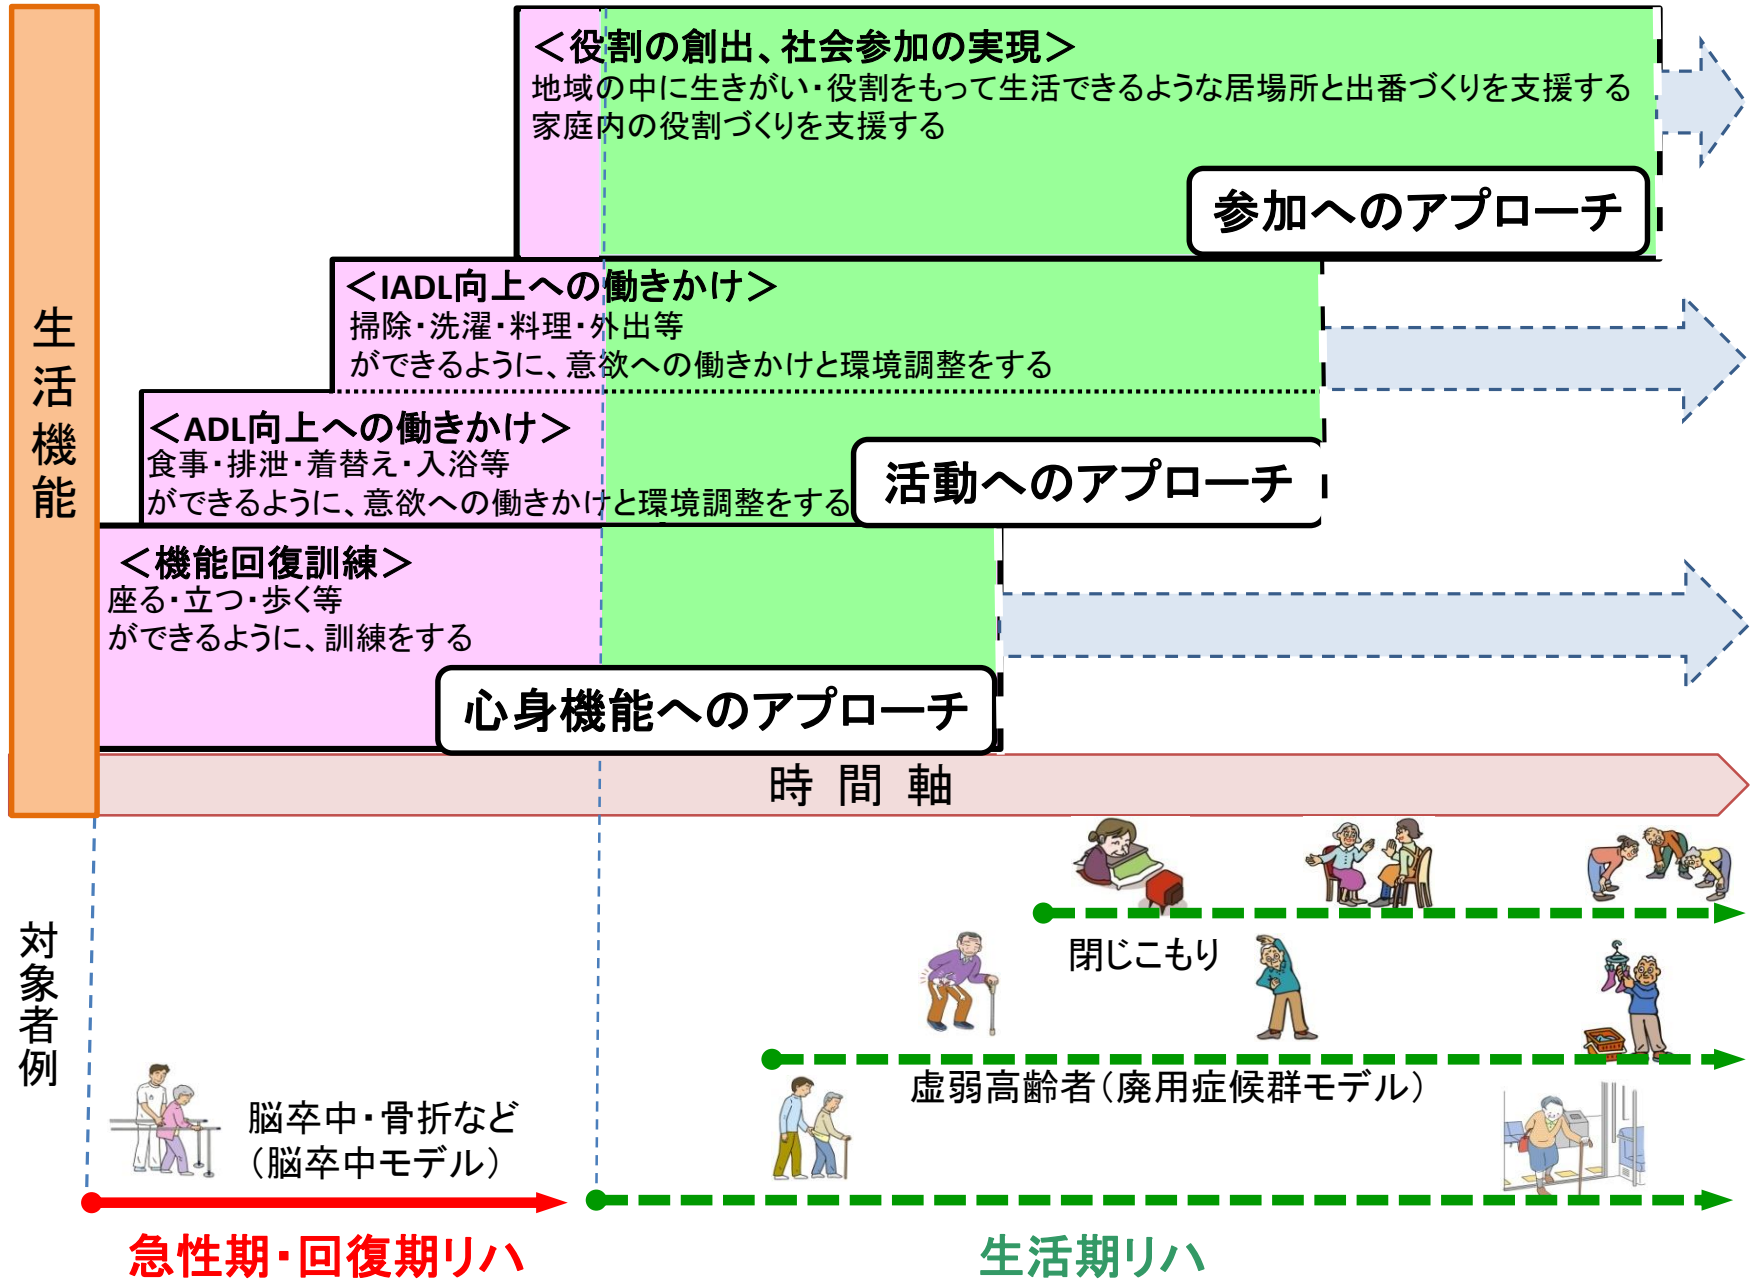 <役割の創出、社会参加の実現>
地域の中に生きがい・役割をもって生活できるような居場所と出番づくりを支援する
家庭内の役割づくりを支援する
参加へのアプローチ
<IADL向上への働きかけ>
掃除・洗濯・料理・外出等
ができるように、意欲への働きかけと環境調整をする
<ADL向上への働きかけ>
食事・排泄・着替え・入浴等
ができるように、意欲への働きかけと環境調整をする
活動へのアプローチ
<機能回復訓練>
座る・立つ・歩く等
ができるように、訓練をする
心身機能へのアプローチ
生活機能
時間軸
対象者例
閉じこもり
虚弱高齢者(廃用症候群モデル)
脳卒中・骨折など
(脳卒中モデル)
急性期・回復期リハ
生活期リハ